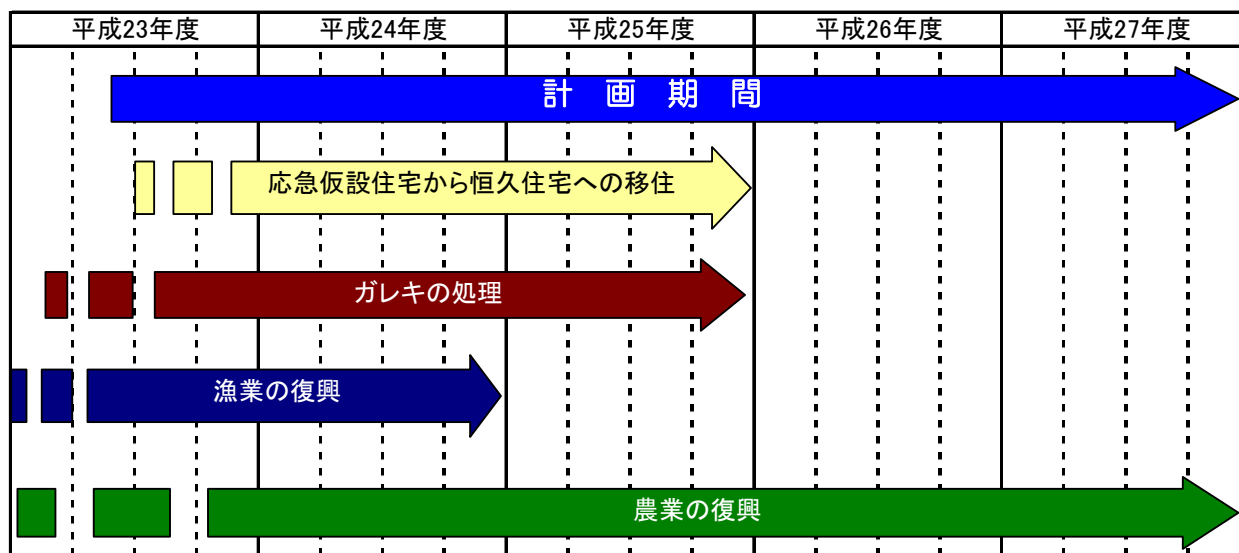 平成23年度 平成24年度 平成25年度 平成26年度 平成27年度
計画期間
応急仮設住宅から恒久住宅への移住
ガレキの処理
漁業の復興
農業の復興